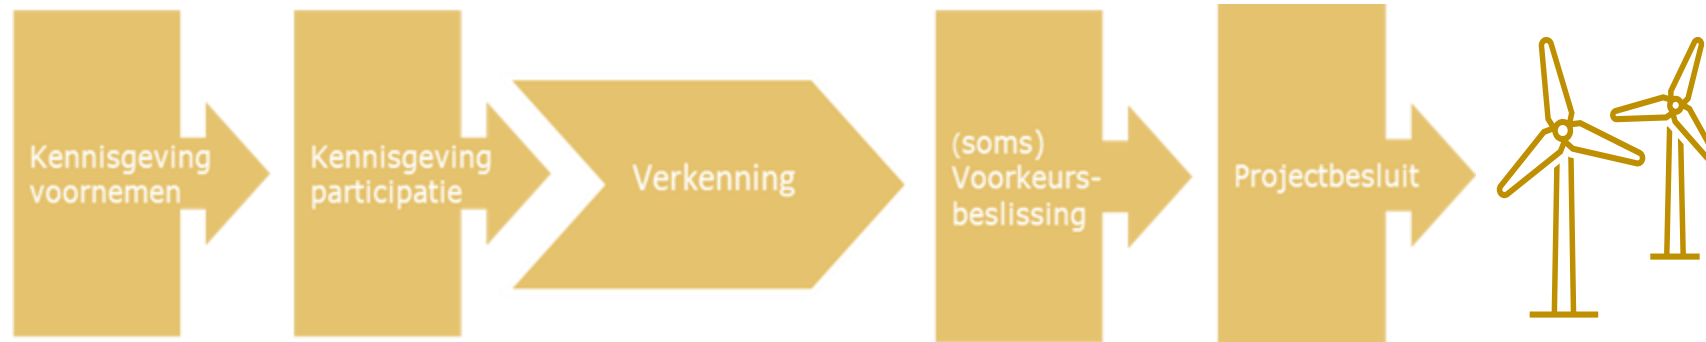 Kennisgeving
voornemen
Kennisgeving
participatie
Verkenning
(soms)
Voorkeurs-
beslissing
Projectbesluit